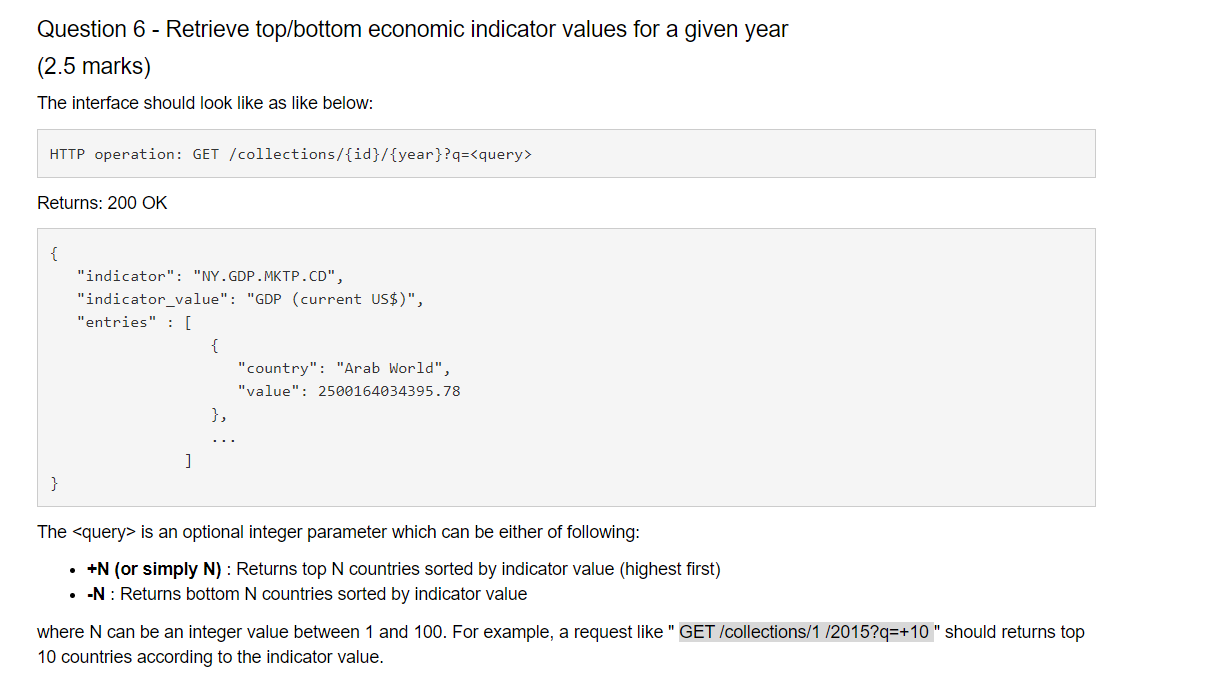 Question 6 - Retrieve top/bottom economic indicator values for a given year
(2.5 marks)
The interface should look like as like below:
HTTP operation: GET /collections/{id}/{year}?q=<query>
Returns: 200 OK
{
"indicator": "NY.GDP.MKTP.CD",
"indicator_value": "GDP (current US$)",
"entries" : [
{
"country": "Arab World",
"value": 2500164034395.78
},
...
]
}
The <query> is an optional integer parameter which can be either of following:
• +N (or simply N) : Returns top N countries sorted by indicator value (highest first)
• -N : Returns bottom N countries sorted by indicator value
where N can be an integer value between 1 and 100. For example, a request like " GET /collections/1 /2015?q=+10 " should returns top
10 countries according to the indicator value.